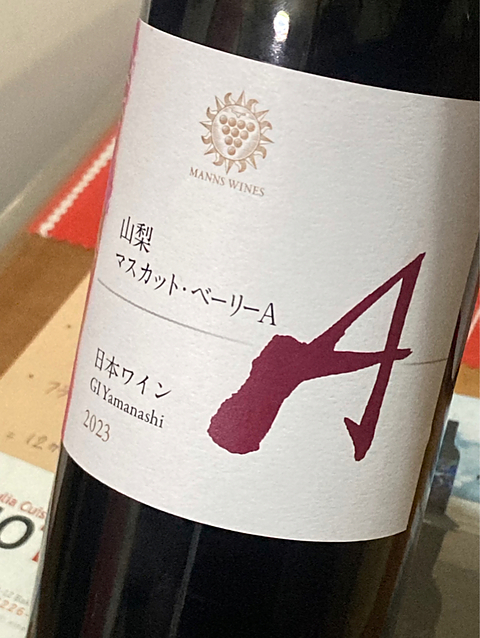 MANNS WINES
山梨
マスカット・ベーリーA
A
日本ワイン
GI Yamanashi
2023